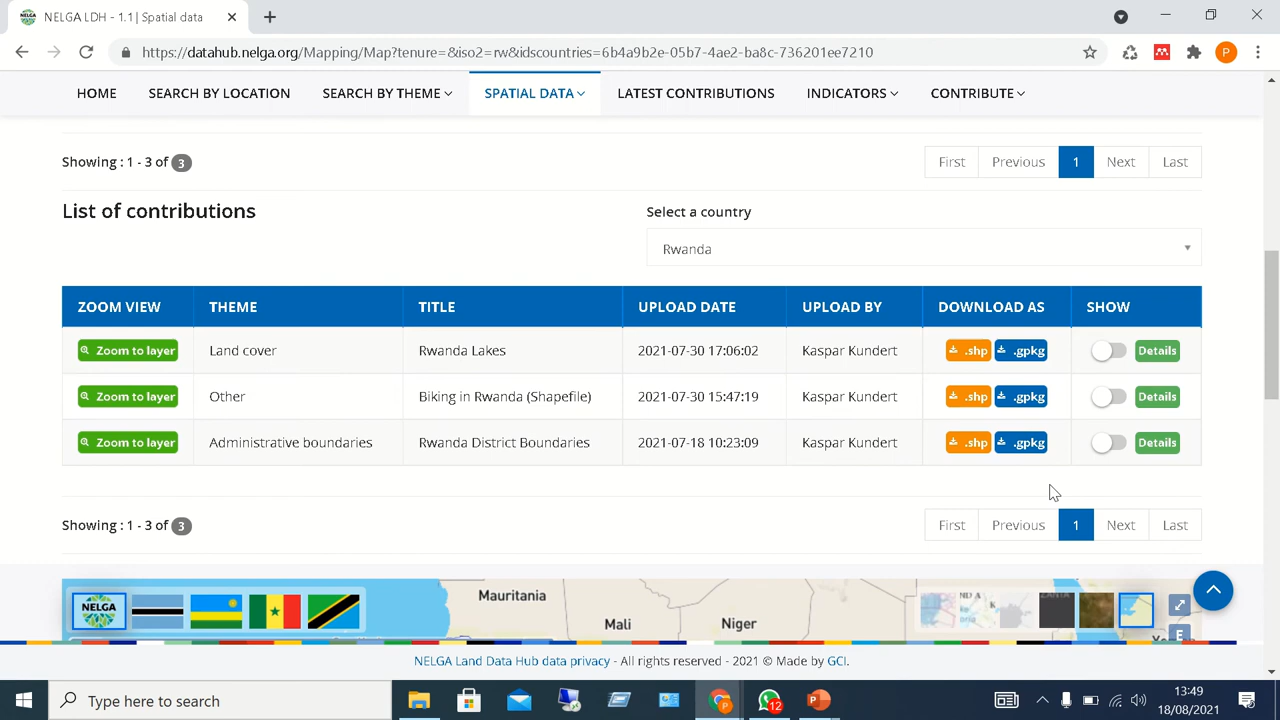 NELGA LDH - 1.1 | Spatial data
https://datahub.nelga.org/Mapping/Map?tenure=&iso2=rw&idscountries=6b4a9b2e-05b7-4ae2-ba8c-736201ee7210
P
HOME SEARCH BY LOCATION SEARCH BY THEME SPATIAL DATA LATEST CONTRIBUTIONS INDICATORS CONTRIBUTE
Showing : 1 - 3 of 3 First Previous 1 Next Last
List of contributions Select a country
Rwanda
ZOOM VIEW THEME TITLE UPLOAD DATE UPLOAD BY DOWNLOAD AS SHOW
Zoom to layer Land cover Rwanda Lakes 2021-07-30 17:06:02 Kaspar Kundert .shp .gpkg Details
Zoom to layer Other Biking in Rwanda (Shapefile) 2021-07-30 15:47:19 Kaspar Kundert .shp .gpkg Details
Zoom to layer Administrative boundaries Rwanda District Boundaries 2021-07-18 10:23:09 Kaspar Kundert .shp .gpkg Details
Showing : 1 - 3 of 3 First Previous 1 Next Last
Mauritania
NELGA Mali Niger E
NELGA Land Data Hub data privacy - All rights reserved - 2021 © Made by GCI.
Type here to search 12 13:49
18/08/2021